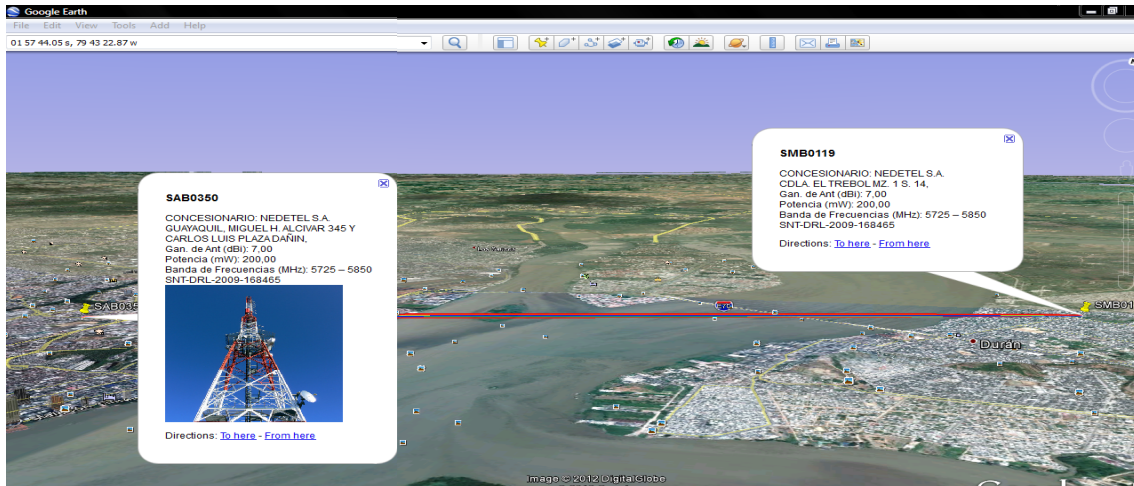 Google Earth
File Edit View Tools Add Help
01 57 44.05 s, 79 43 22.87 w
SMB0119
CONCESIONARIO: NEDETEL S.A.
CDLA. EL TREBOL MZ. 1 S. 14,
Gan. de Ant (dBi): 7,00
Potencia (mW): 200,00
Banda de Frecuencias (MHz): 5725 – 5850
SNT-DRL-2009-168465
Directions: To here - From here
SAB0350
CONCESIONARIO: NEDETEL S.A.
GUAYAQUIL, MIGUEL H. ALCIVAR 345 Y
CARLOS LUIS PLAZA DAÑIN,
Gan. de Ant (dBi): 7,00
Potencia (mW): 200,00
Banda de Frecuencias (MHz): 5725 – 5850
SNT-DRL-2009-168465
Directions: To here - From here
SAB035
SMB01
Durán
Image © 2012 DigitalGlobe